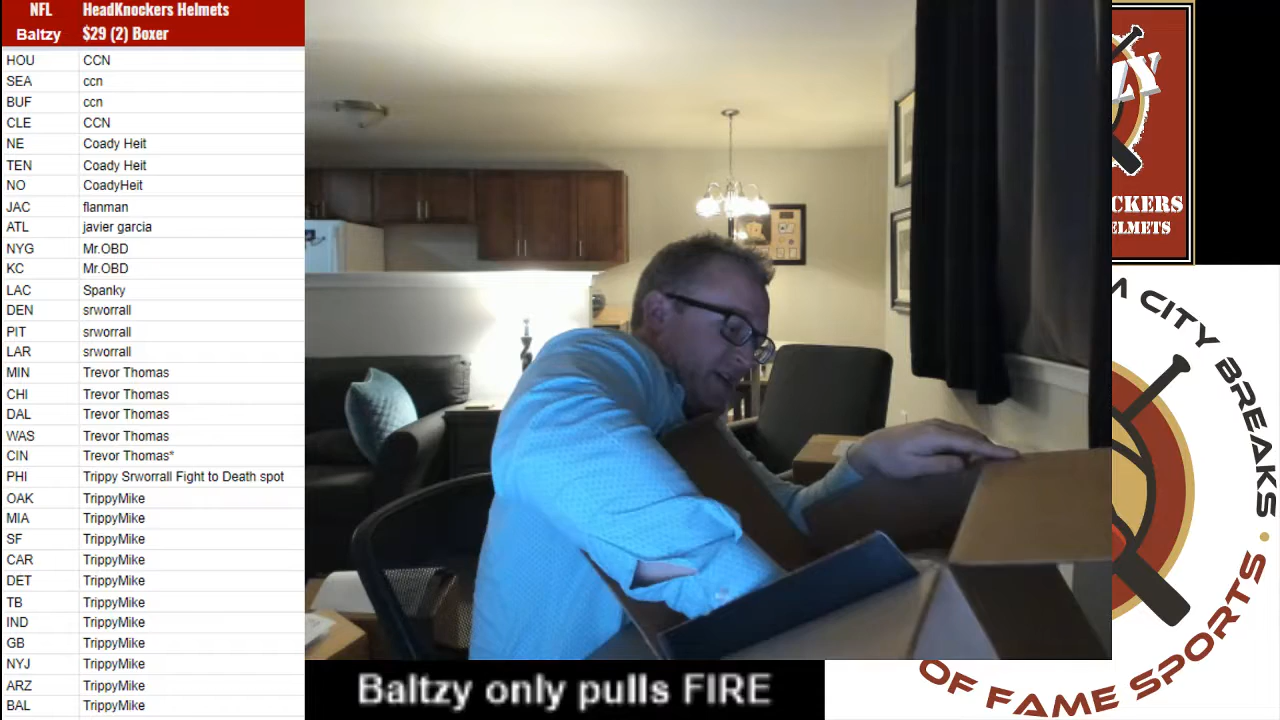 NFL HeadKnockers Helmets
Baltzy $29 (2) Boxer
HOU CCN
SEA ccn
BUF ccn
CLE CCN
NE Coady Heit
TEN Coady Heit
NO CoadyHeit
JAC flanman
ATL javier garcia
NYG Mr.OBD
KC Mr.OBD
LAC Spanky
DEN srworrall
PIT srworrall
LAR srworrall
MIN Trevor Thomas
CHI Trevor Thomas
DAL Trevor Thomas
WAS Trevor Thomas
CIN Trevor Thomas*
PHI Trippy Srworrall Fight to Death spot
OAK TrippyMike
MIA TrippyMike
SF TrippyMike
CAR TrippyMike
DET TrippyMike
TB TrippyMike
IND TrippyMike
GB TrippyMike
NYJ TrippyMike
ARZ TrippyMike
BAL TrippyMike
Baltzy only pulls FIRE
ZY
CKERS
ELMETS
A CITY BREAKS •
OF FAME SPORTS